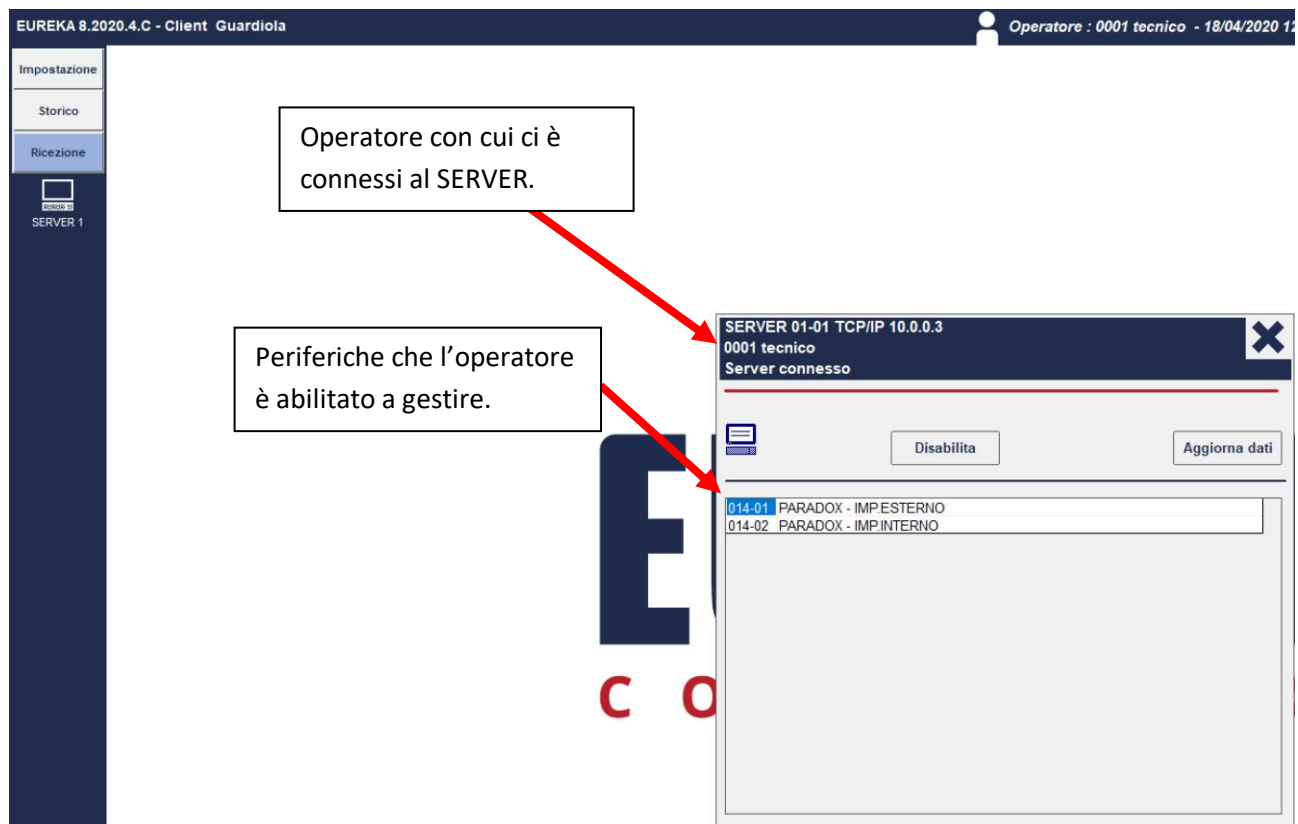 EUREKA 8.2020.4.C - Client Guardiola
Operatore : 0001 tecnico - 18/04/2020 12
Impostazione
Storico
Ricezione
SERVER 1
Operatore con cui ci è
connessi al SERVER.
Periferiche che l’operatore
è abilitato a gestire.
SERVER 01-01 TCP/IP 10.0.0.3
0001 tecnico
Server connesso
Disabilita
Aggiorna dati
014-01 PARADOX - IMP.ESTERNO
014-02 PARADOX - IMP.INTERNO
E
C O